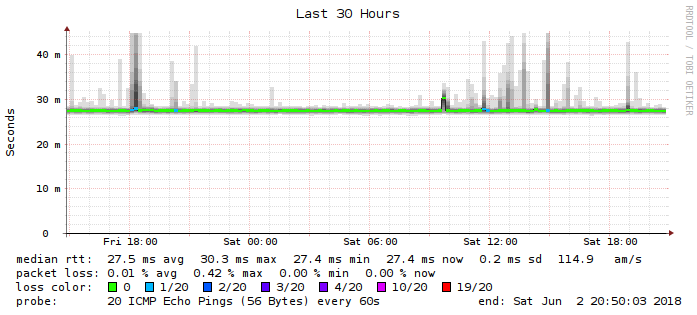 Last 30 Hours
RRDTOOL / TOBI OETIKER
Seconds
40 m
30 m
20 m
10 m
0
Fri 18:00 Sat 00:00 Sat 06:00 Sat 12:00 Sat 18:00
median rtt: 27.5 ms avg 30.3 ms max 27.4 ms min 27.4 ms now 0.2 ms sd 114.9 am/s
packet loss: 0.01 % avg 0.42 % max 0.00 % min 0.00 % now
loss color: 0 1/20 2/20 3/20 4/20 10/20 19/20
probe: 20 ICMP Echo Pings (56 Bytes) every 60s end: Sat Jun 2 20:50:03 2018